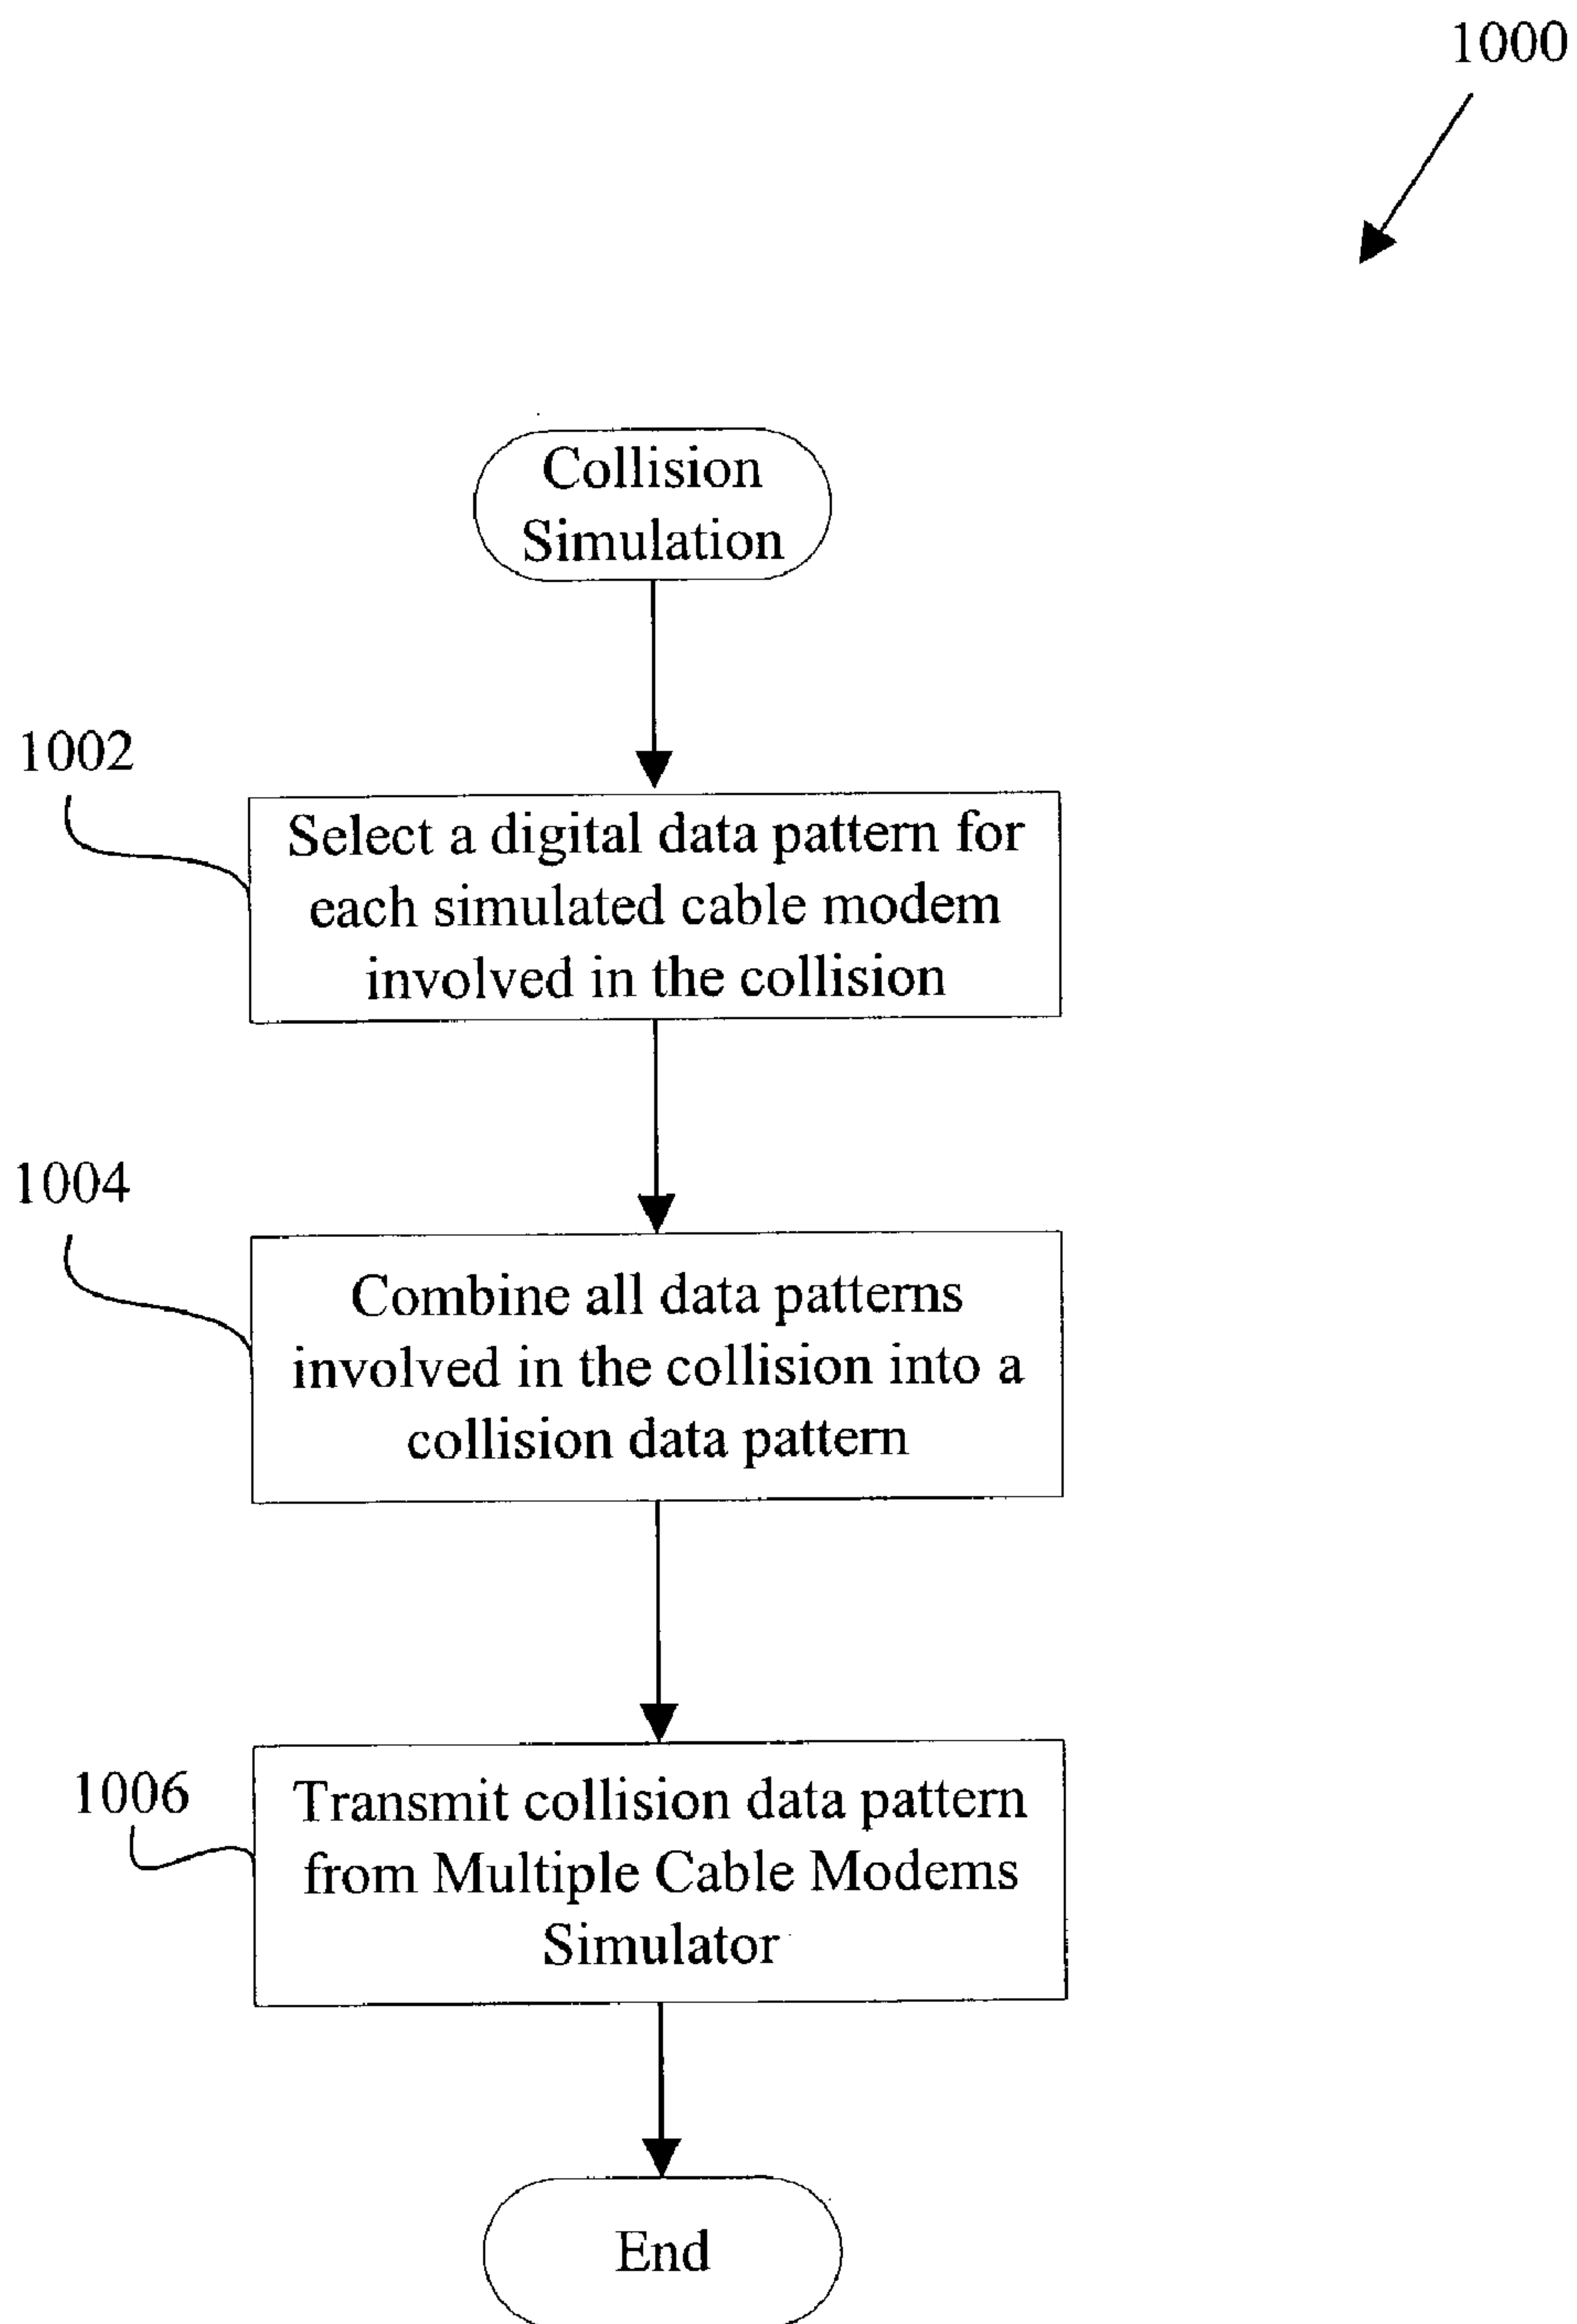 1000
Collision
Simulation
1002
Select a digital data pattern for
each simulated cable modem
involved in the collision
1004
Combine all data patterns
involved in the collision into a
collision data pattern
1006
Transmit collision data pattern
from Multiple Cable Modems
Simulator
End